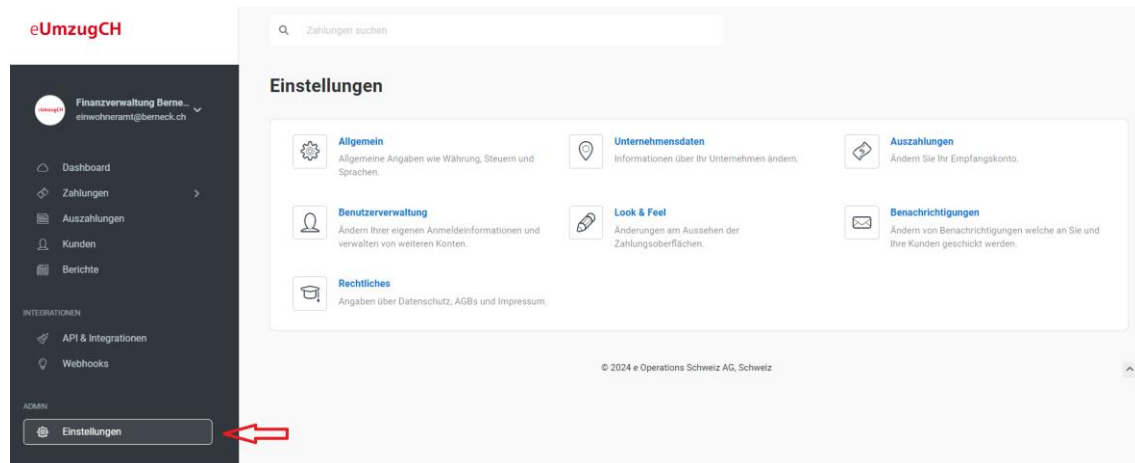 eUmzugCH
Zahlungen suchen
eUmzugCH
Finanzverwaltung Berne...
einwohneramt@berneck.ch
Dashboard
Zahlungen
Auszahlungen
Kunden
Berichte
INTEGRATIONEN
API & Integrationen
Webhooks
ADMIN
Einstellungen
Einstellungen
Allgemein
Allgemeine Angaben wie Währung, Steuern und
Sprachen.
Unternehmensdaten
Informationen über Ihr Unternehmen ändern.
Auszahlungen
Ändern Sie Ihr Empfangskonto.
Benutzerverwaltung
Ändern Ihrer eigenen Anmeldeinformationen und
verwalten von weiteren Konten.
Look & Feel
Änderungen am Aussehen der
Zahlungsoberflächen.
Benachrichtigungen
Ändern von Benachrichtigungen welche an Sie und
Ihre Kunden geschickt werden.
Rechtliches
Angaben über Datenschutz, AGBs und Impressum.
© 2024 e Operations Schweiz AG, Schweiz